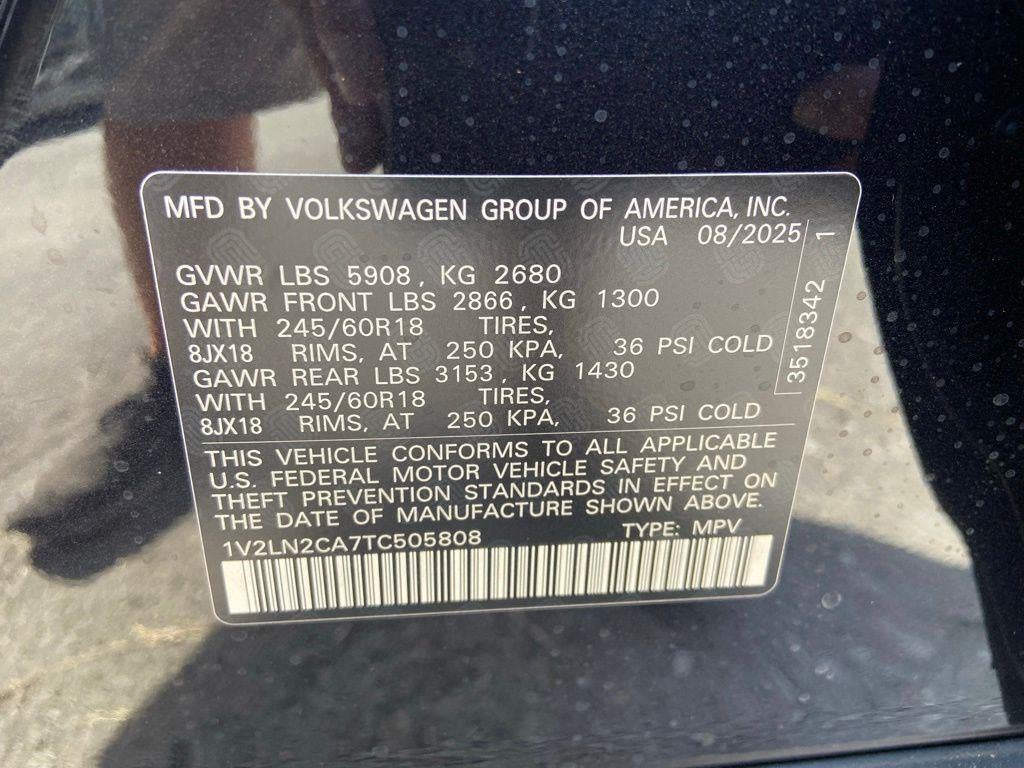 MFD BY VOLKSWAGEN GROUP OF AMERICA, INC.
USA 08/2025
GVWR LBS 5908, KG 2680
GAWR FRONT LBS 2866, KG 1300
WITH 245/60R18 TIRES,
8JX18 RIMS, AT 250 KPA, 36 PSI COLD
GAWR REAR LBS 3153, KG 1430
WITH 245/60R18 TIRES,
8JX18 RIMS, AT 250 KPA, 36 PSI COLD
THIS VEHICLE CONFORMS TO ALL APPLICABLE
U.S. FEDERAL MOTOR VEHICLE SAFETY AND
THEFT PREVENTION STANDARDS IN EFFECT ON
THE DATE OF MANUFACTURE SHOWN ABOVE.
1V2LN2CA7TC505808 TYPE: MPV
3518342 1